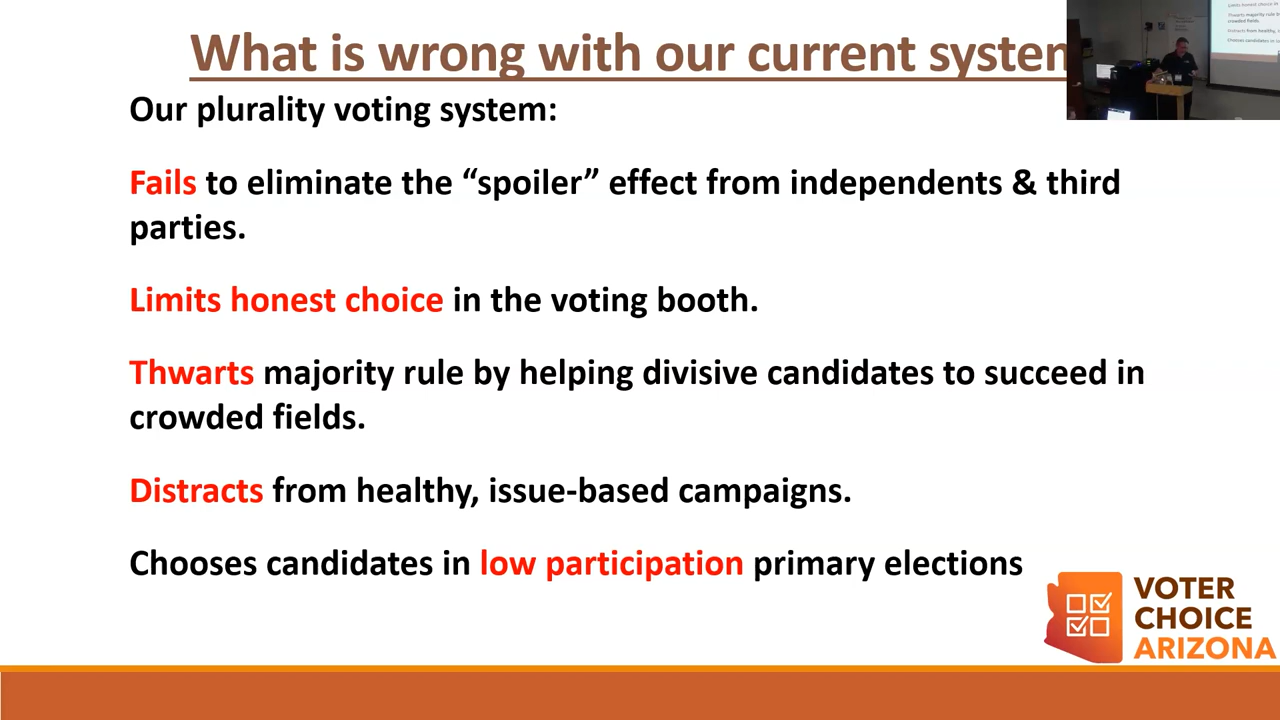 What is wrong with our current system
Our plurality voting system:
Fails to eliminate the “spoiler” effect from independents & third
parties.
Limits honest choice in the voting booth.
Thwarts majority rule by helping divisive candidates to succeed in
crowded fields.
Distracts from healthy, issue-based campaigns.
Chooses candidates in low participation primary elections
VOTER
CHOICE
ARIZONA